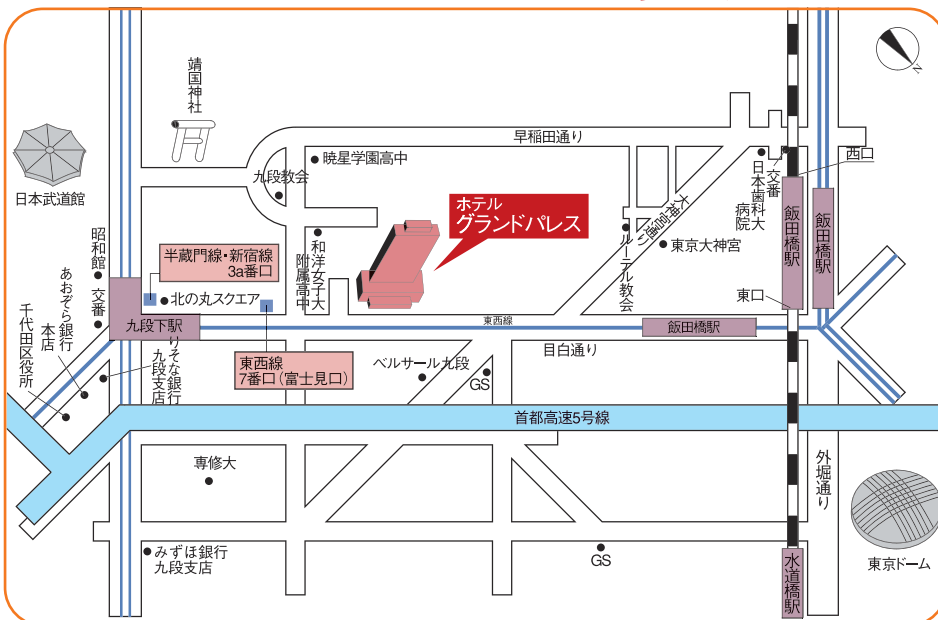 靖国神社
日本武道館
早稲田通り
暁星学園高中
九段教会
ホテル
グランドパレス
和洋女子大
附属高中
大神宮通り
ルーテル教会
東京大神宮
日本歯科大
病院
交番
西口
飯田橋駅
飯田橋駅
東口
昭和館
交番
半蔵門線・新宿線
3a番口
北の丸スクエア
九段下駅
東西線
飯田橋駅
目白通り
東西線
7番口(富士見口)
ベルサール九段
GS
あおぞら銀行
本店
千代田区役所
りそな銀行
九段支店
首都高速5号線
専修大
外堀通り
みずほ銀行
九段支店
GS
水道橋駅
東京ドーム
N